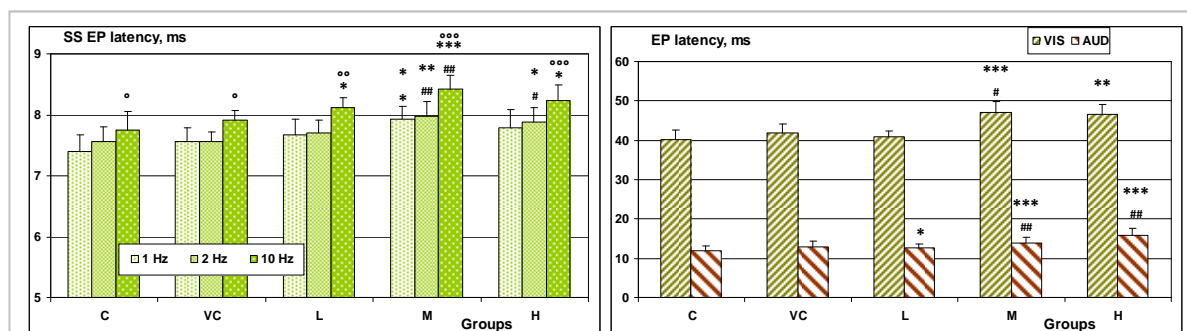 SS EP latency, ms
9
8
7
6
5
° ° °° * * * ** ## °°° *** ## * # °°° *
1 Hz 2 Hz 10 Hz
C VC L M H
Groups
EP latency, ms
VIS AUD
60
50
40
30
20
10
0
*** # **
* *** ## *** ##
C VC L M H
Groups